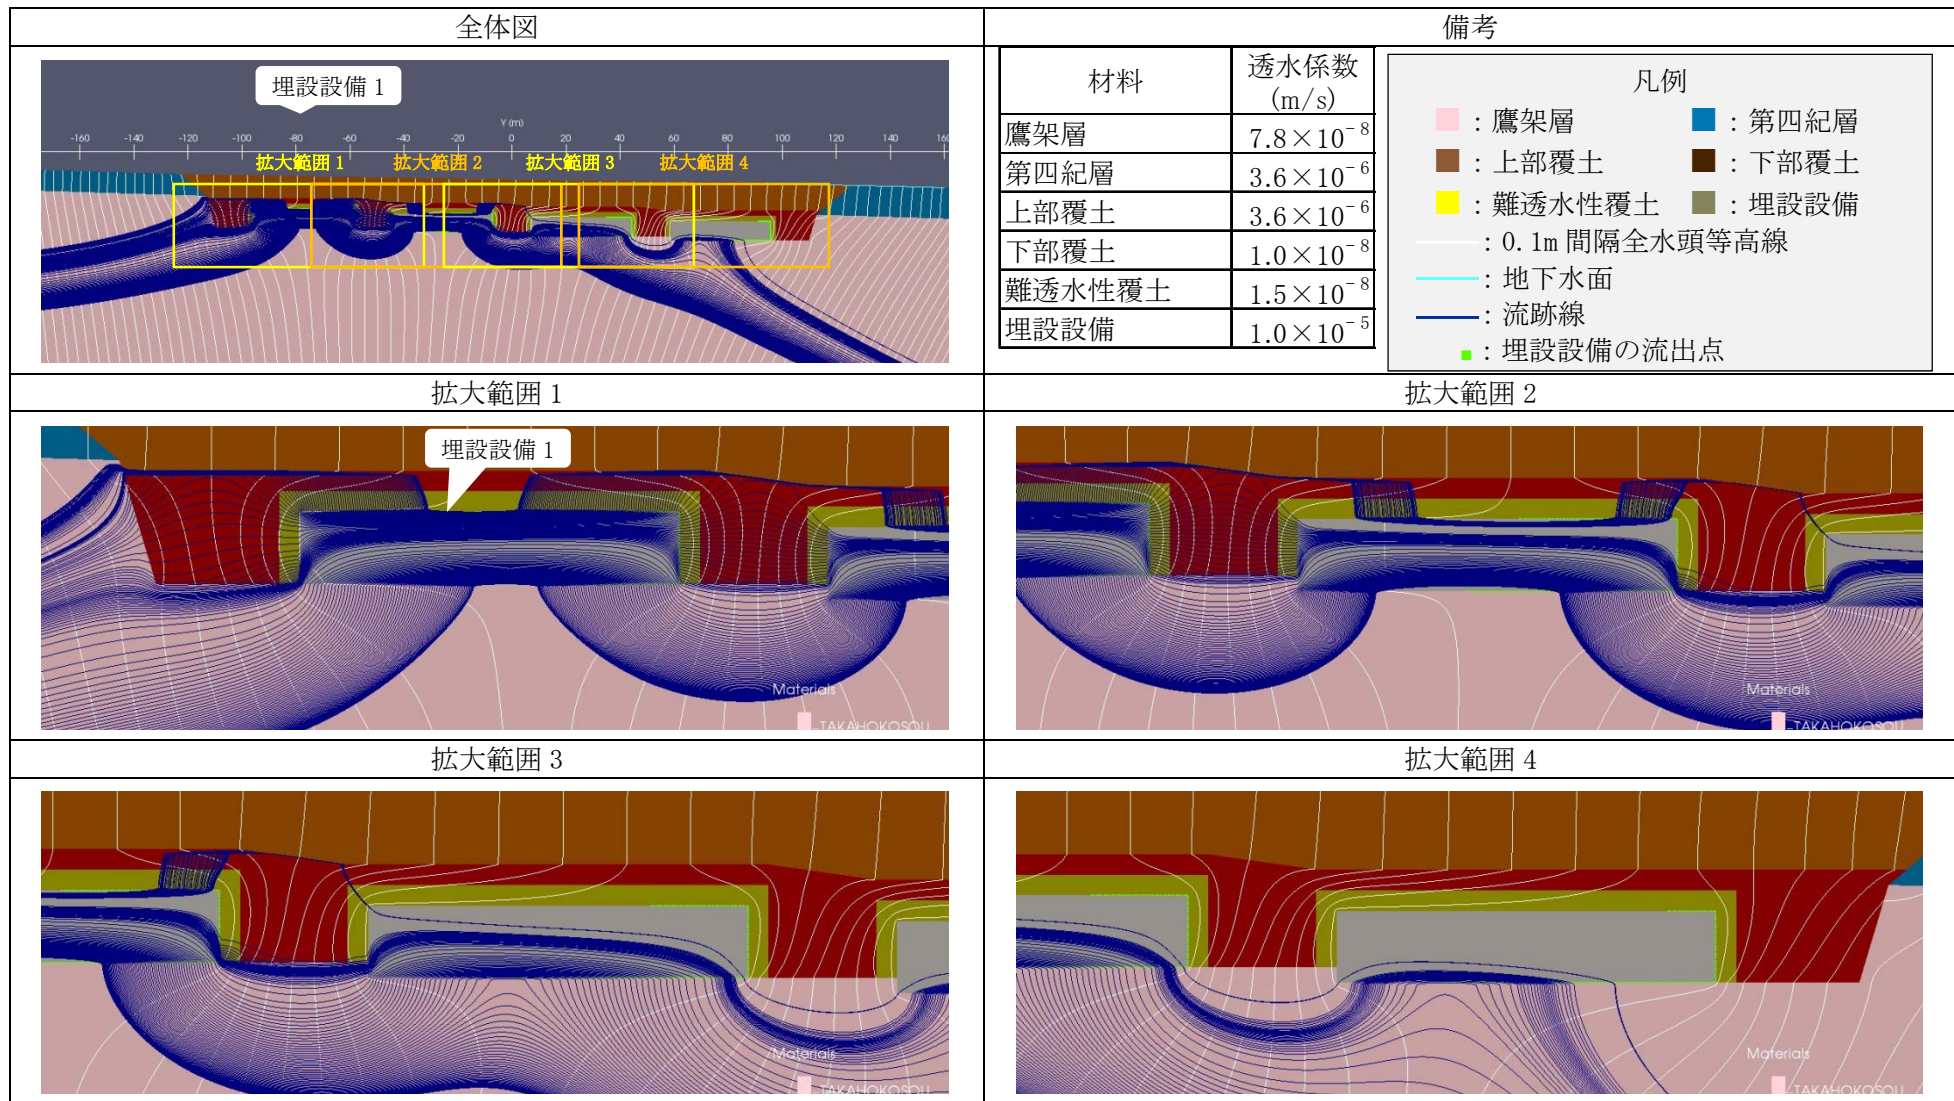 全体図
備考
埋設設備 1
Y (m)
-160 -140 -120 -100 -80 -60 -40 -20 0 20 40 60 80 100 120 140 160
拡大範囲 1 拡大範囲 2 拡大範囲 3 拡大範囲 4
材料 透水係数 (m/s)
鷹架層 7.8×10⁻⁸
第四紀層 3.6×10⁻⁶
上部覆土 3.6×10⁻⁶
下部覆土 1.0×10⁻⁸
難透水性覆土 1.5×10⁻⁸
埋設設備 1.0×10⁻⁵
凡例
：鷹架層 ：第四紀層
：上部覆土 ：下部覆土
：難透水性覆土 ：埋設設備
：0.1m 間隔全水頭等高線
：地下水面
：流跡線
：埋設設備の流出点
拡大範囲 1
拡大範囲 2
埋設設備 1
Materials
TAKAHOKOSOU
Materials
TAKAHOKOSOU
拡大範囲 3
拡大範囲 4
Materials
TAKAHOKOSOU
Materials
TAKAHOKOSOU